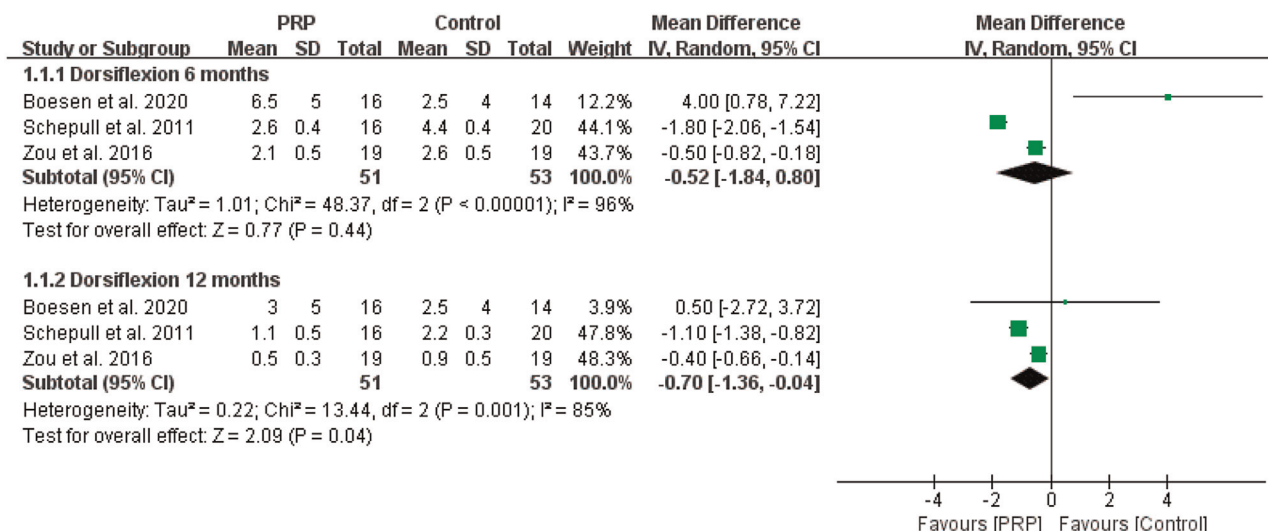 PRP Control Mean Difference Mean Difference
Study or Subgroup Mean SD Total Mean SD Total Weight IV, Random, 95% CI IV, Random, 95% CI
1.1.1 Dorsiflexion 6 months
Boesen et al. 2020 6.5 5 16 2.5 4 14 12.2% 4.00 [0.78, 7.22]
Schepull et al. 2011 2.6 0.4 16 4.4 0.4 20 44.1% -1.80 [-2.06, -1.54]
Zou et al. 2016 2.1 0.5 19 2.6 0.5 19 43.7% -0.50 [-0.82, -0.18]
Subtotal (95% CI) 51 53 100.0% -0.52 [-1.84, 0.80]
Heterogeneity: Tau² = 1.01; Chi² = 48.37, df = 2 (P < 0.00001); I² = 96%
Test for overall effect: Z = 0.77 (P = 0.44)
1.1.2 Dorsiflexion 12 months
Boesen et al. 2020 3 5 16 2.5 4 14 3.9% 0.50 [-2.72, 3.72]
Schepull et al. 2011 1.1 0.5 16 2.2 0.3 20 47.8% -1.10 [-1.38, -0.82]
Zou et al. 2016 0.5 0.3 19 0.9 0.5 19 48.3% -0.40 [-0.66, -0.14]
Subtotal (95% CI) 51 53 100.0% -0.70 [-1.36, -0.04]
Heterogeneity: Tau² = 0.22; Chi² = 13.44, df = 2 (P = 0.001); I² = 85%
Test for overall effect: Z = 2.09 (P = 0.04)
-4 -2 0 2 4
Favours [PRP] Favours [Control]